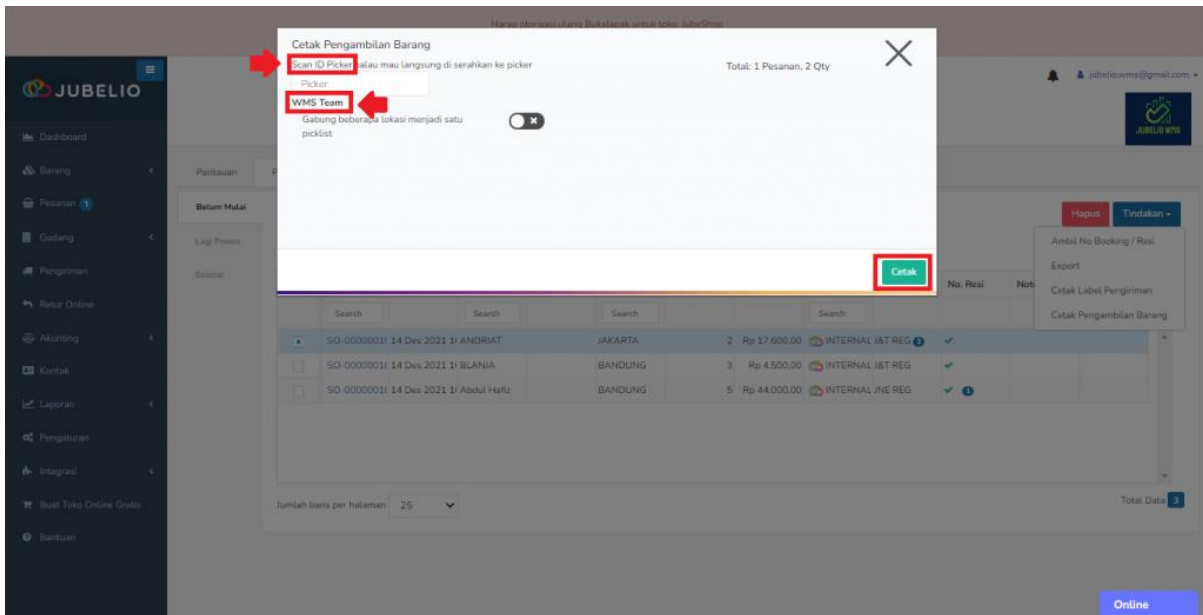 Harap otorisasi ulang Bukalapak untuk toko: JubeShop
Cetak Pengambilan Barang
Scan ID Picker kalau mau langsung di serahkan ke picker
Total: 1 Pesanan, 2 Qty
Picker
WMS Team
Gabung beberapa lokasi menjadi satu
picklist
Cetak
JUBELIO
jubelio.wms@gmail.com
JUBELIO WMS
Dashboard
Barang
Pesanan 1
Gudang
Pengiriman
Retur Online
Akunting
Kontak
Laporan
Pengaturan
Integrasi
Buat Toko Online Gratis
Bantuan
Pantauan P
Belum Mulai
Lagi Proses
Selesai
Hapus Tindakan
Ambil No Booking / Resi
Export
Cetak Label Pengiriman
Cetak Pengambilan Barang
No. Resi Not
Search Search Search Search
SO-0000001( 14 Des 2021 1( ANDRIAT JAKARTA 2 Rp 17.600,00 INTERNAL J&T REG 3
SO-0000001( 14 Des 2021 1( BLANJA BANDUNG 3 Rp 4.500,00 INTERNAL J&T REG
SO-0000001( 14 Des 2021 1( Abdul Hafiz BANDUNG 5 Rp 44.000,00 INTERNAL JNE REG 1
Jumlah baris per halaman 25
Total Data 3
Online